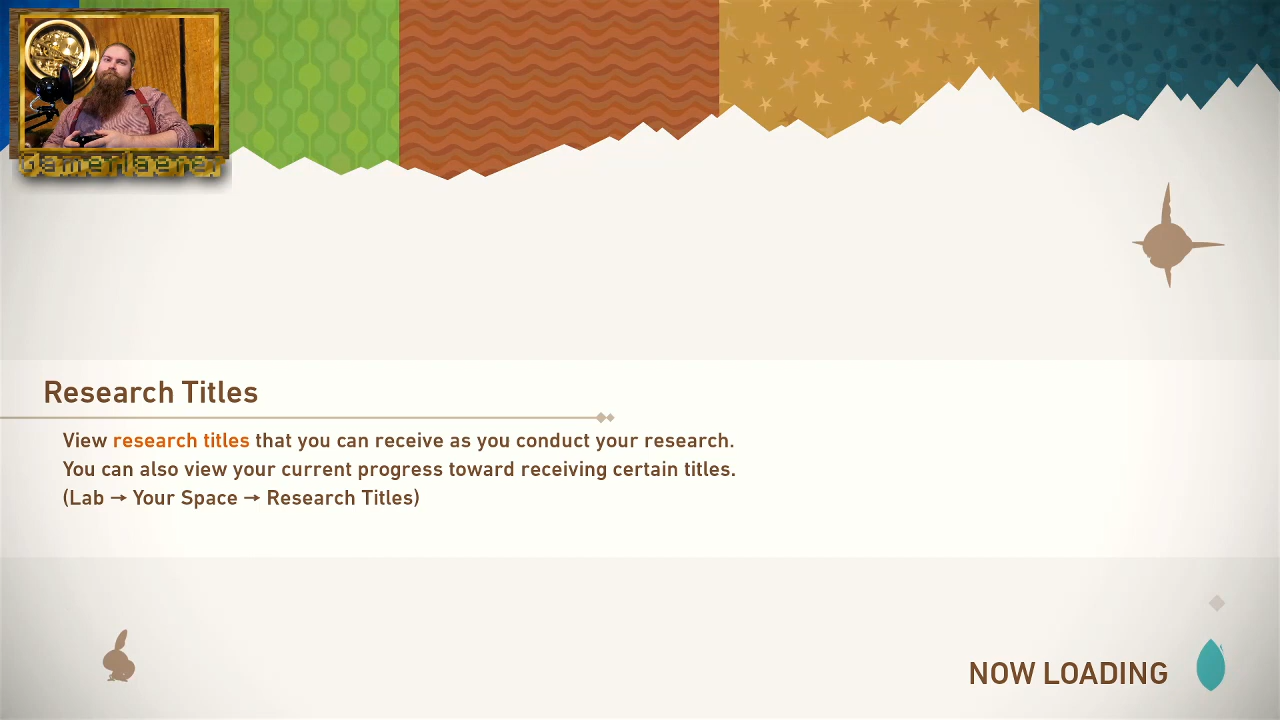 Gamerlaerer
Research Titles
View research titles that you can receive as you conduct your research.
You can also view your current progress toward receiving certain titles.
(Lab → Your Space → Research Titles)
NOW LOADING